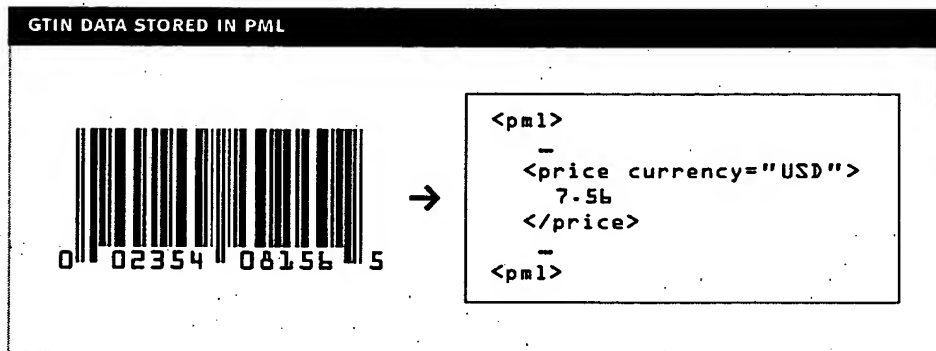 GTIN DATA STORED IN PML
<pml>
…
<price currency="USD">
7.56
</price>
…
<pml>
0 02354 08156 5